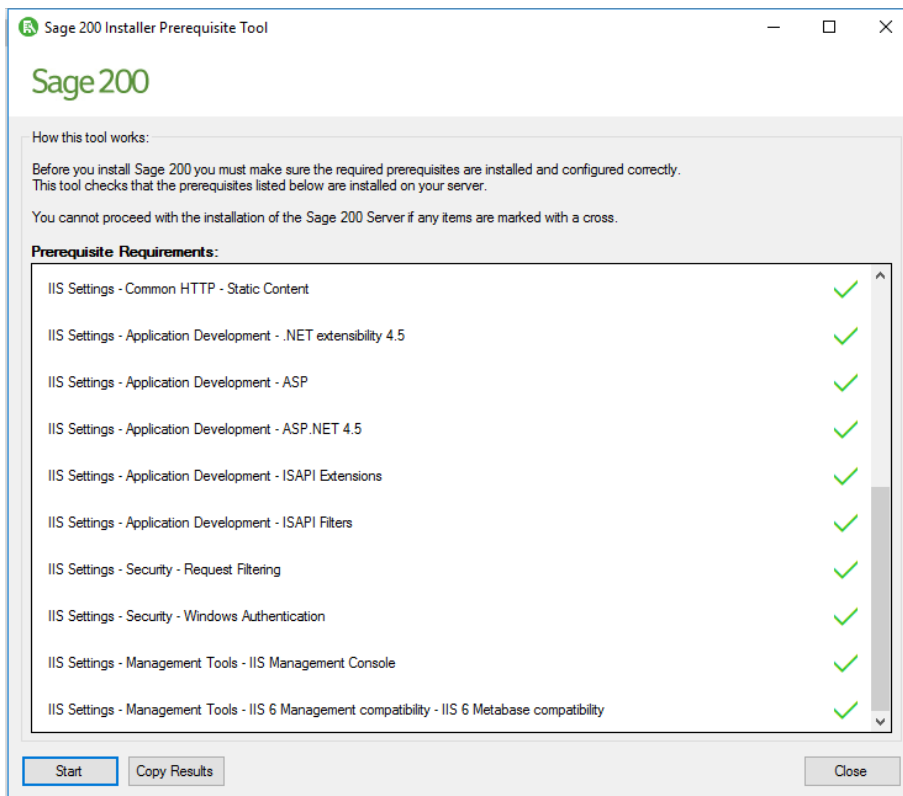 Sage 200 Installer Prerequisite Tool
Sage 200
How this tool works:
Before you install Sage 200 you must make sure the required prerequisites are installed and configured correctly.
This tool checks that the prerequisites listed below are installed on your server.
You cannot proceed with the installation of the Sage 200 Server if any items are marked with a cross.
Prerequisite Requirements:
IIS Settings - Common HTTP - Static Content
IIS Settings - Application Development - .NET extensibility 4.5
IIS Settings - Application Development - ASP
IIS Settings - Application Development - ASP.NET 4.5
IIS Settings - Application Development - ISAPI Extensions
IIS Settings - Application Development - ISAPI Filters
IIS Settings - Security - Request Filtering
IIS Settings - Security - Windows Authentication
IIS Settings - Management Tools - IIS Management Console
IIS Settings - Management Tools - IIS 6 Management compatibility - IIS 6 Metabase compatibility
Start
Copy Results
Close